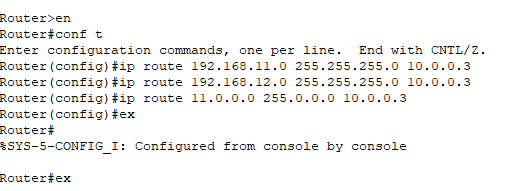 Router>en
Router#conf t
Enter configuration commands, one per line.  End with CNTL/Z.
Router(config)#ip route 192.168.11.0 255.255.255.0 10.0.0.3
Router(config)#ip route 192.168.12.0 255.255.255.0 10.0.0.3
Router(config)#ip route 11.0.0.0 255.0.0.0 10.0.0.3
Router(config)#ex
Router#
%SYS-5-CONFIG_I: Configured from console by console
Router#ex